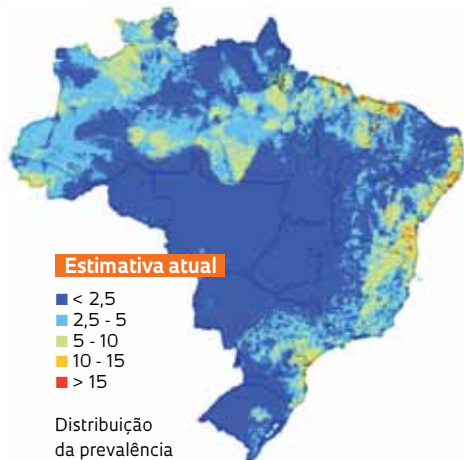 Estimativa atual
< 2,5
2,5 - 5
5 - 10
10 - 15
> 15
Distribuição
da prevalência